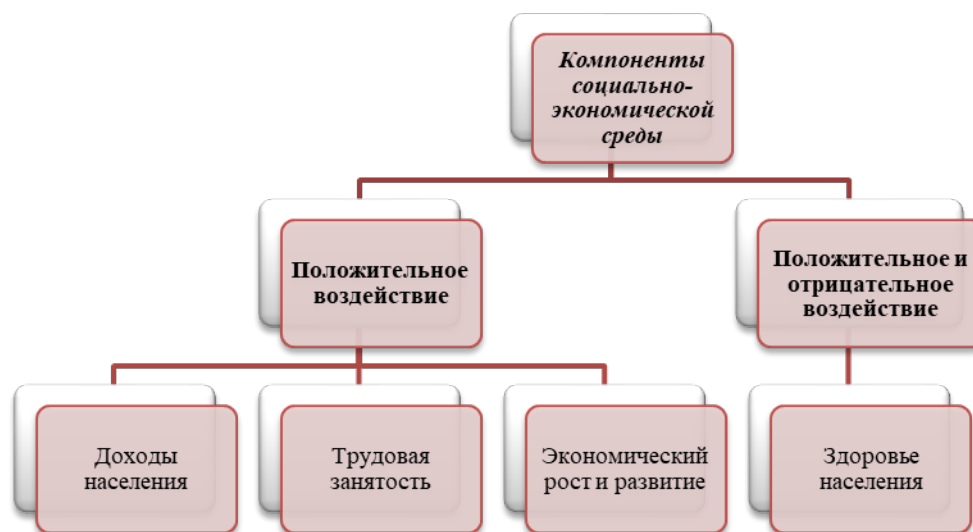 Компоненты
социально-
экономической
среды
Положительное
воздействие
Положительное и
отрицательное
воздействие
Доходы
населения
Трудовая
занятость
Экономический
рост и развитие
Здоровье
населения